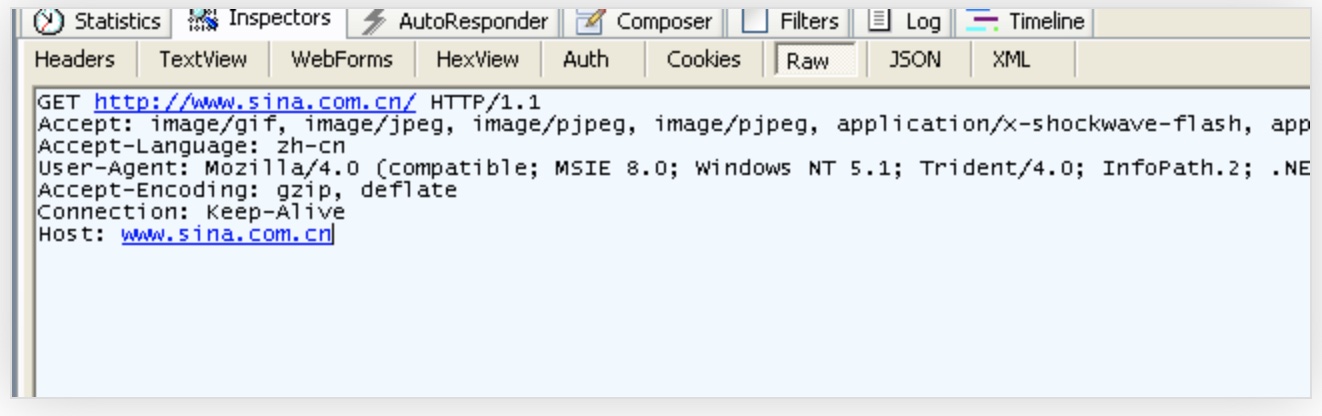 Statistics Inspectors AutoResponder Composer Filters Log Timeline
Headers TextView WebForms HexView Auth Cookies Raw JSON XML
GET http://www.sina.com.cn/ HTTP/1.1
Accept: image/gif, image/jpeg, image/pjpeg, image/pjpeg, application/x-shockwave-flash, app
Accept-Language: zh-cn
User-Agent: Mozilla/4.0 (compatible; MSIE 8.0; Windows NT 5.1; Trident/4.0; InfoPath.2; .NE
Accept-Encoding: gzip, deflate
Connection: Keep-Alive
Host: www.sina.com.cn